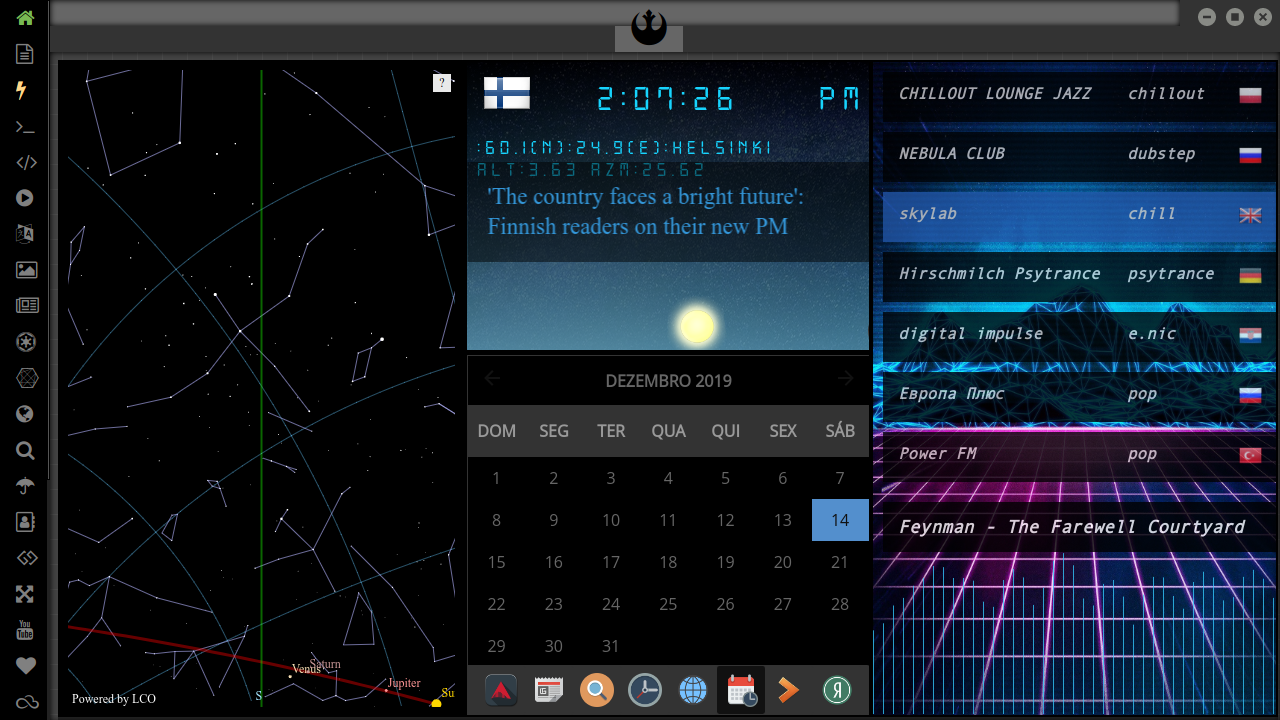 ?
Venus
Saturn
Jupiter
Su
S
Powered by LCO
2:07:26 PM
:60.1(N):24.9(E):HELSINKI
ALT:3.63 AZM:25.62
'The country faces a bright future':
Finnish readers on their new PM
DEZEMBRO 2019
DOM SEG TER QUA QUI SEX SÁB
1 2 3 4 5 6 7
8 9 10 11 12 13 14
15 16 17 18 19 20 21
22 23 24 25 26 27 28
29 30 31
CHILLOUT LOUNGE JAZZ chillout
NEBULA CLUB dubstep
skylab chill
Hirschmilch Psytrance psytrance
digital impulse e.nic
Европа Плюс pop
Power FM pop
Feynman - The Farewell Courtyard
You
Tube
Я